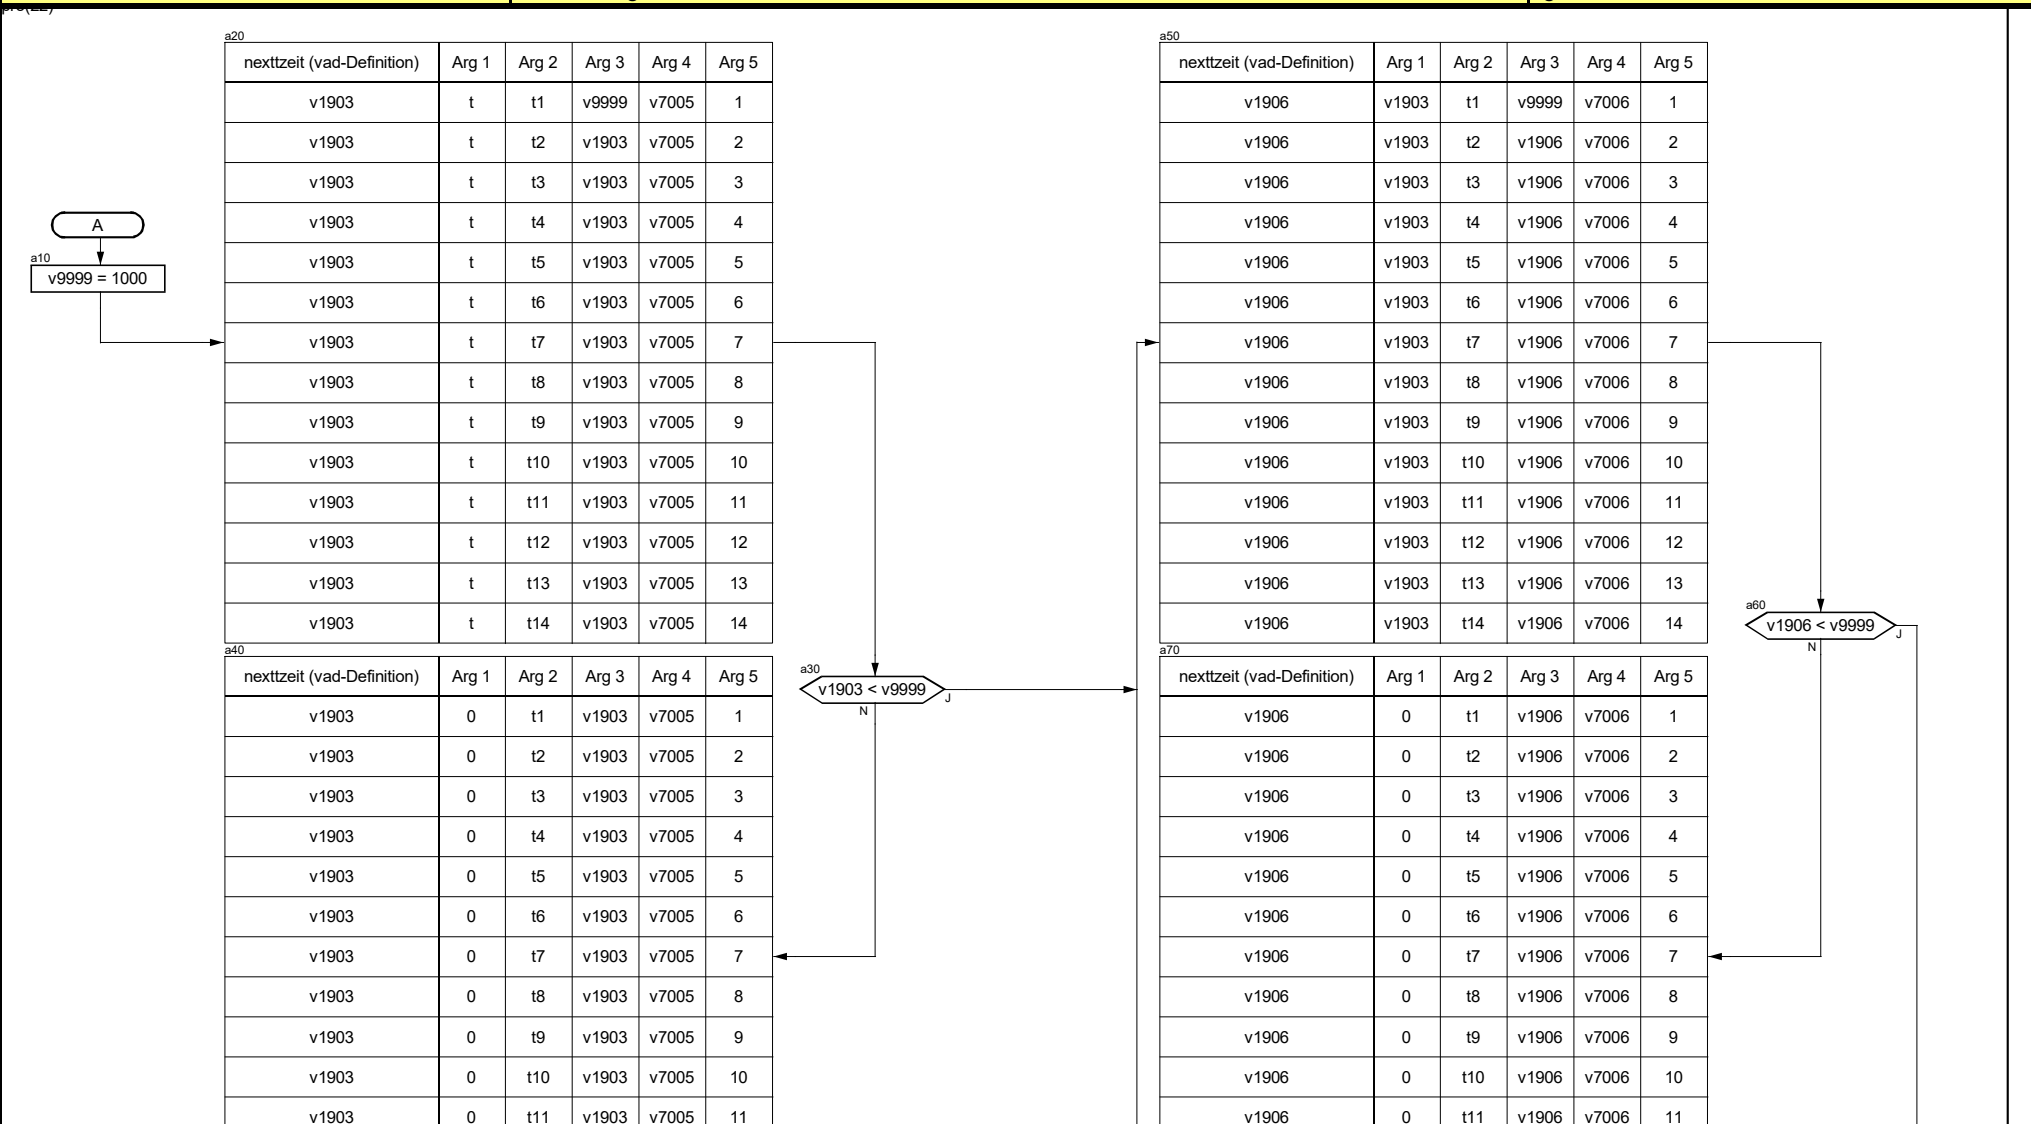 a20
nexttzeit (vad-Definition) Arg 1 Arg 2 Arg 3 Arg 4 Arg 5
v1903 t t1 v9999 v7005 1
v1903 t t2 v1903 v7005 2
v1903 t t3 v1903 v7005 3
v1903 t t4 v1903 v7005 4
v1903 t t5 v1903 v7005 5
v1903 t t6 v1903 v7005 6
v1903 t t7 v1903 v7005 7
v1903 t t8 v1903 v7005 8
v1903 t t9 v1903 v7005 9
v1903 t t10 v1903 v7005 10
v1903 t t11 v1903 v7005 11
v1903 t t12 v1903 v7005 12
v1903 t t13 v1903 v7005 13
v1903 t t14 v1903 v7005 14
A
a10
v9999 = 1000
a40
nexttzeit (vad-Definition) Arg 1 Arg 2 Arg 3 Arg 4 Arg 5
v1903 0 t1 v1903 v7005 1
v1903 0 t2 v1903 v7005 2
v1903 0 t3 v1903 v7005 3
v1903 0 t4 v1903 v7005 4
v1903 0 t5 v1903 v7005 5
v1903 0 t6 v1903 v7005 6
v1903 0 t7 v1903 v7005 7
v1903 0 t8 v1903 v7005 8
v1903 0 t9 v1903 v7005 9
v1903 0 t10 v1903 v7005 10
v1903 0 t11 v1903 v7005 11
a30
v1903 < v9999
J
N
a50
nexttzeit (vad-Definition) Arg 1 Arg 2 Arg 3 Arg 4 Arg 5
v1906 v1903 t1 v9999 v7006 1
v1906 v1903 t2 v1903 v7006 2
v1906 v1903 t3 v1906 v7006 3
v1906 v1903 t4 v1906 v7006 4
v1906 v1903 t5 v1906 v7006 5
v1906 v1903 t6 v1906 v7006 6
v1906 v1903 t7 v1906 v7006 7
v1906 v1903 t8 v1906 v7006 8
v1906 v1903 t9 v1906 v7006 9
v1906 v1903 t10 v1906 v7006 10
v1906 v1903 t11 v1906 v7006 11
v1906 v1903 t12 v1906 v7006 12
v1906 v1903 t13 v1906 v7006 13
v1906 v1903 t14 v1906 v7006 14
a60
v1906 < v9999
J
N
a70
nexttzeit (vad-Definition) Arg 1 Arg 2 Arg 3 Arg 4 Arg 5
v1906 0 t1 v1906 v7006 1
v1906 0 t2 v1906 v7006 2
v1906 0 t3 v1906 v7006 3
v1906 0 t4 v1906 v7006 4
v1906 0 t5 v1906 v7006 5
v1906 0 t6 v1906 v7006 6
v1906 0 t7 v1906 v7006 7
v1906 0 t8 v1906 v7006 8
v1906 0 t9 v1906 v7006 9
v1906 0 t10 v1906 v7006 10
v1906 0 t11 v1906 v7006 11